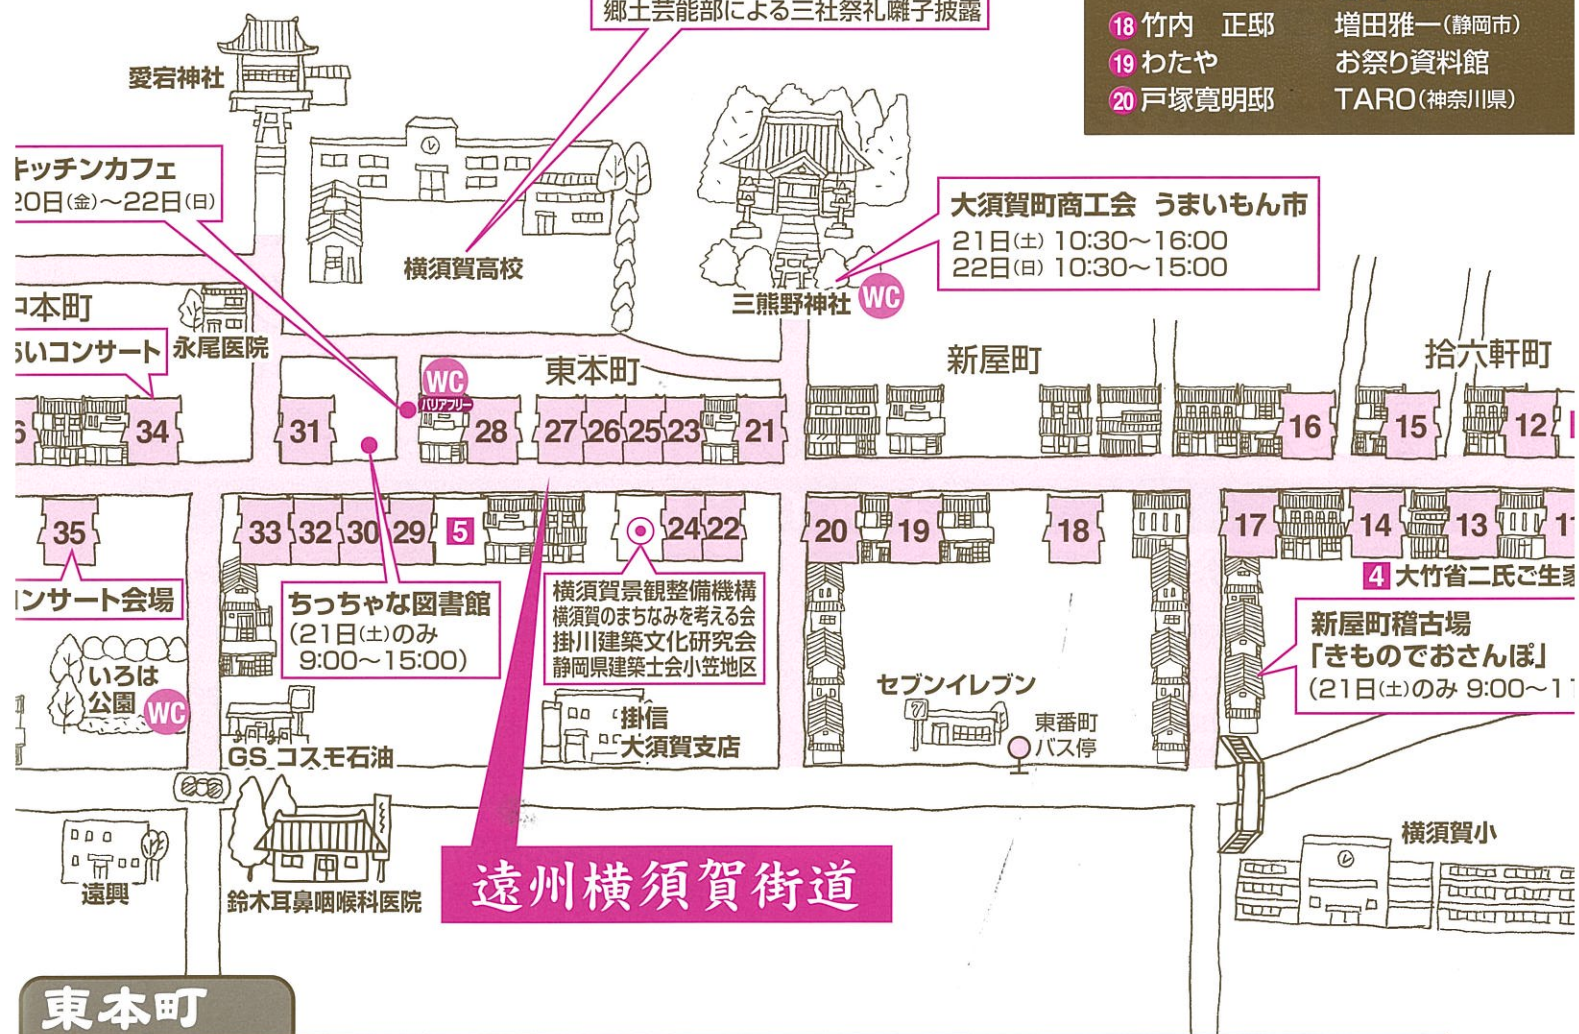 郷土芸能部による三社祭礼囃子披露
18 竹内 正邸 増田雅一(静岡市)
19 わたや お祭り資料館
20 戸塚寛明邸 TARO(神奈川県)
愛宕神社
キッチンカフェ
20日(金)〜22日(日)
横須賀高校
大須賀町商工会 うまいもん市
21日(土) 10:30〜16:00
22日(日) 10:30〜15:00
三熊野神社 WC
本町
永尾医院
いコンサート
WC
バリアフリー
東本町
新屋町
拾六軒町
34
31
28
27
26
25
23
21
16
15
12
35
33
32
30
29
5
24
22
20
19
18
17
14
13
4 大竹省二氏ご生家
ンサート会場
ちっちゃな図書館
(21日(土)のみ
9:00〜15:00)
横須賀景観整備機構
横須賀のまちなみを考える会
掛川建築文化研究会
静岡県建築士会小笠地区
新屋町稽古場
「きものでおさんぽ」
(21日(土)のみ 9:00〜1
いろは
公園 WC
GS コスモ石油
掛信
大須賀支店
セブンイレブン
7
東番町
バス停
遠興
鈴木耳鼻咽喉科医院
遠州横須賀街道
横須賀小
東本町